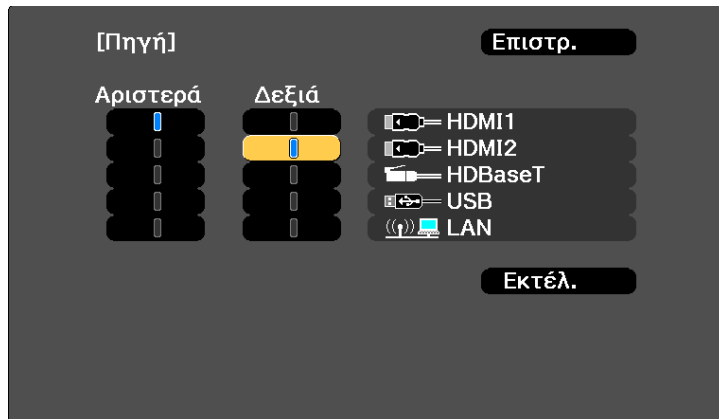 [Πηγή] Επιστρ.
Αριστερά Δεξιά
HDMI1
HDMI2
HDBaseT
USB
LAN
Εκτέλ.